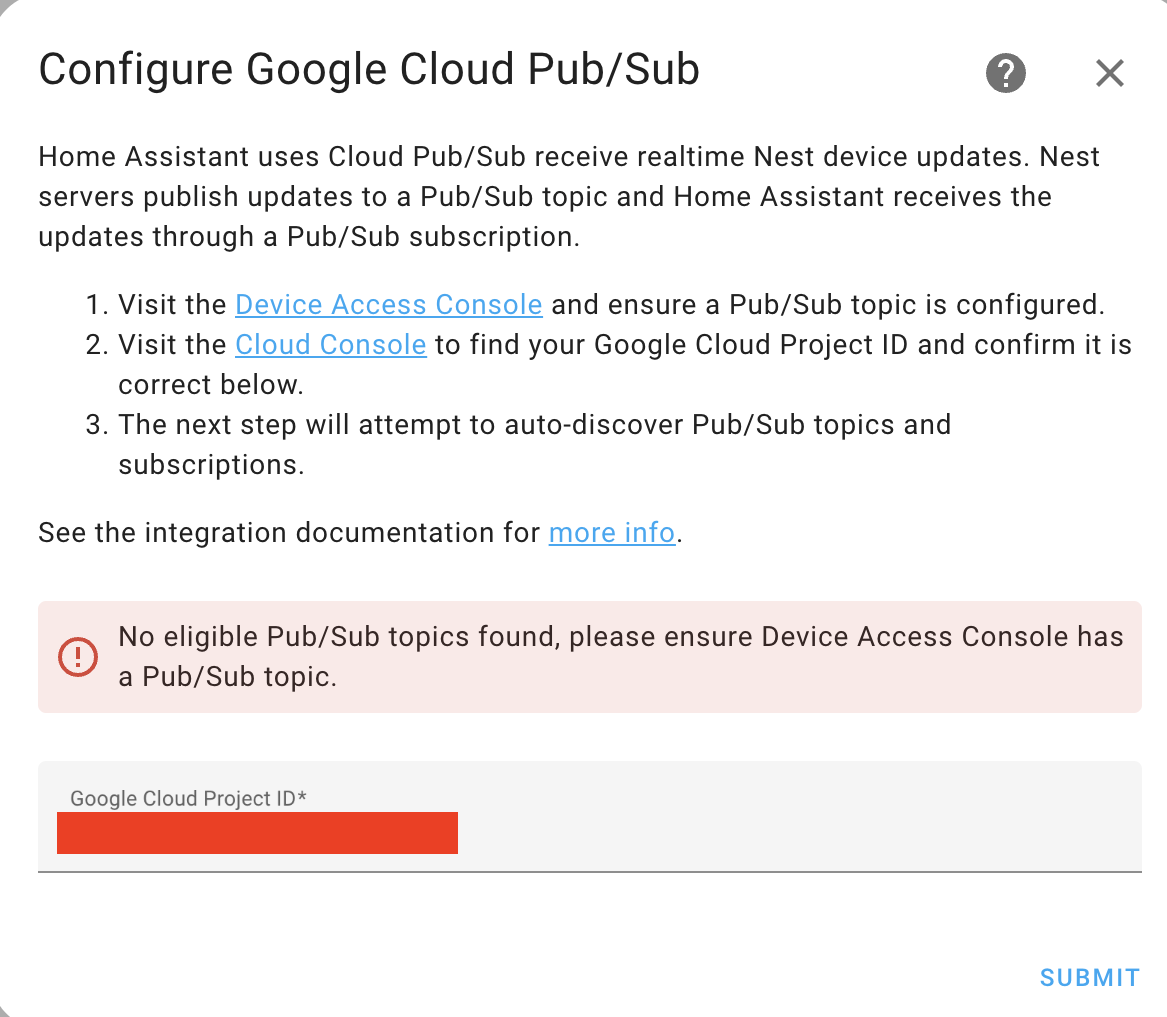 Configure Google Cloud Pub/Sub
Home Assistant uses Cloud Pub/Sub receive realtime Nest device updates. Nest
servers publish updates to a Pub/Sub topic and Home Assistant receives the
updates through a Pub/Sub subscription.
1. Visit the Device Access Console and ensure a Pub/Sub topic is configured.
2. Visit the Cloud Console to find your Google Cloud Project ID and confirm it is
correct below.
3. The next step will attempt to auto-discover Pub/Sub topics and
subscriptions.
See the integration documentation for more info.
No eligible Pub/Sub topics found, please ensure Device Access Console has
a Pub/Sub topic.
Google Cloud Project ID*
SUBMIT